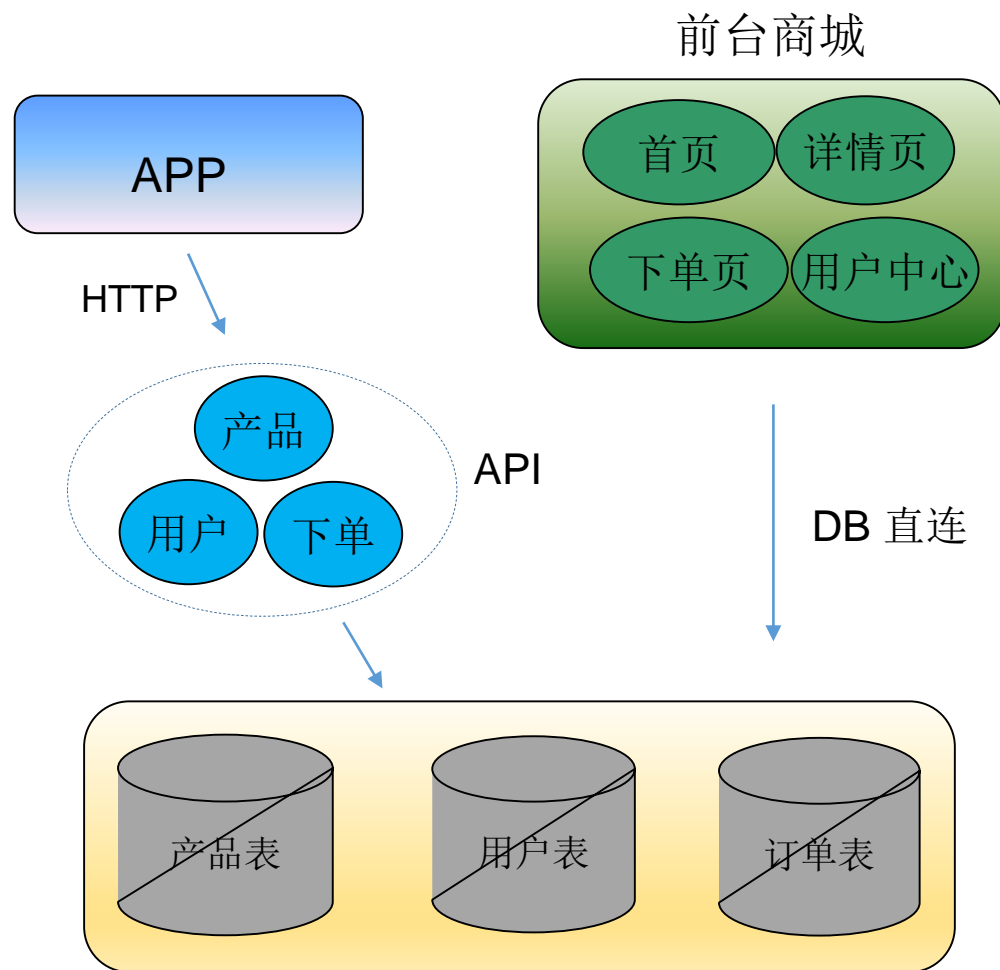 前台商城
APP
首页
详情页
下单页
用户中心
HTTP
产品
用户
下单
API
DB 直连
产品表
用户表
订单表